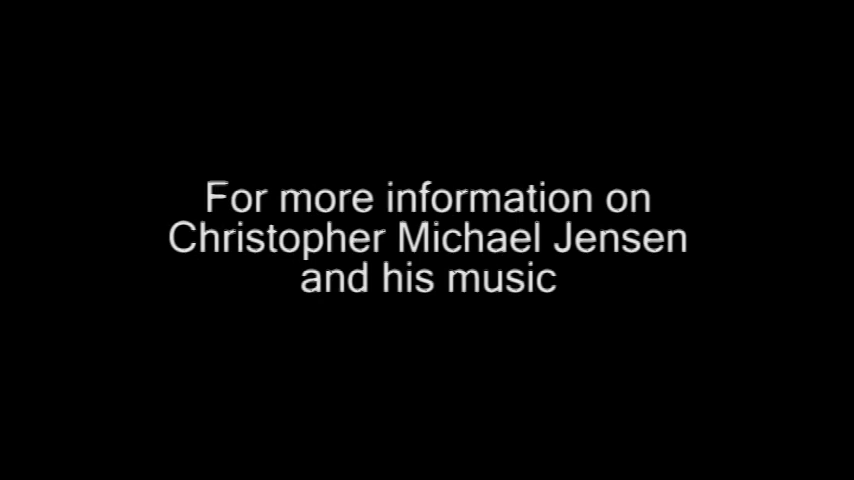 For more information on
Christopher Michael Jensen
and his music